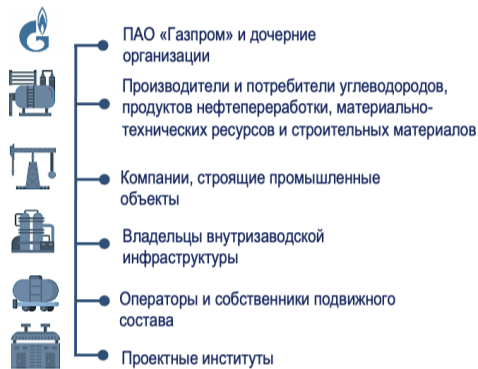 ПАО «Газпром» и дочерние
организации
Производители и потребители углеводородов,
продуктов нефтепереработки, материально-
технических ресурсов и строительных материалов
Компании, строящие промышленные
объекты
Владельцы внутризаводской
инфраструктуры
Операторы и собственники подвижного
состава
Проектные институты